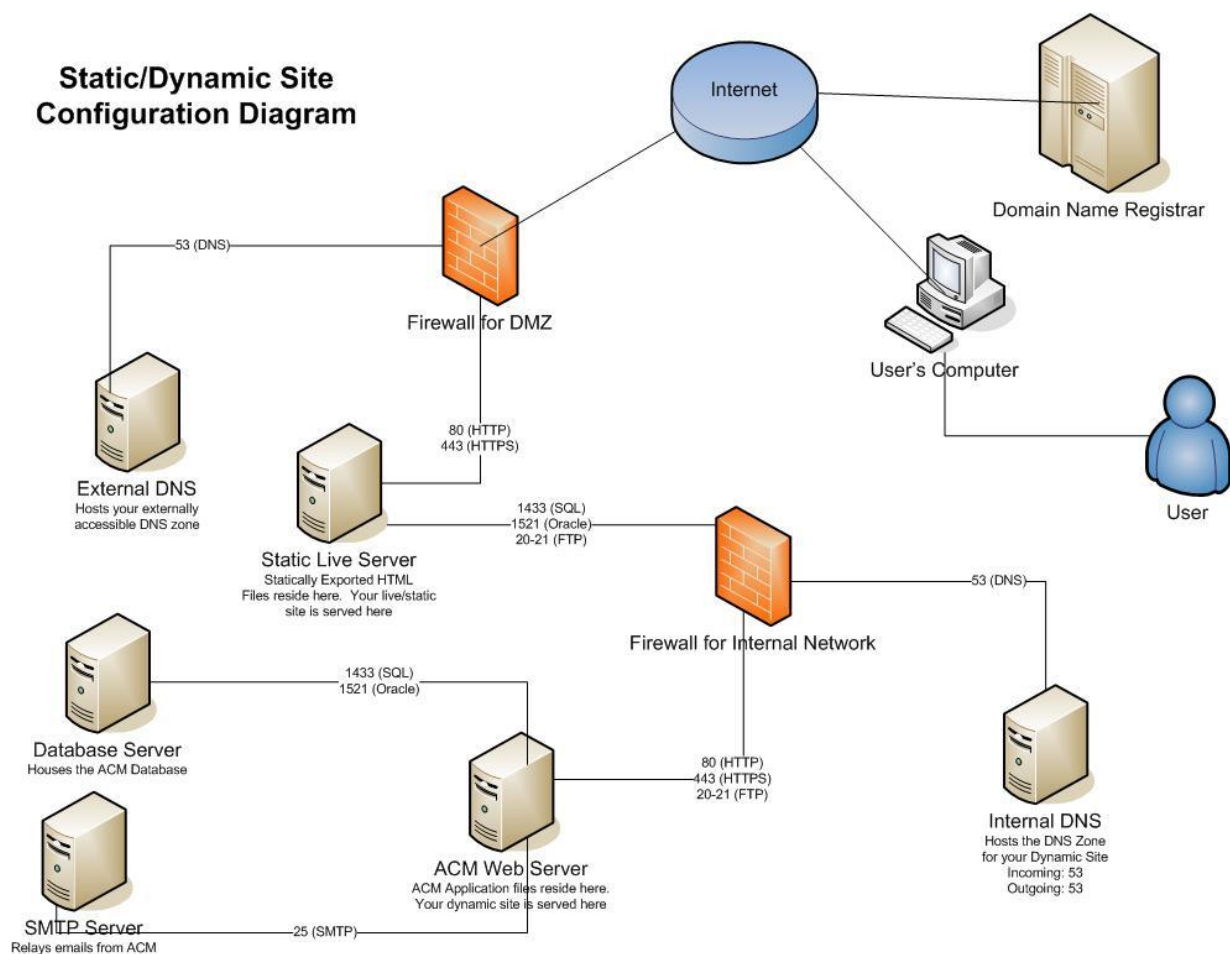 Static/Dynamic Site
Configuration Diagram
Internet
Domain Name Registrar
53 (DNS)
Firewall for DMZ
User's Computer
80 (HTTP)
443 (HTTPS)
External DNS
Hosts your externally
accessible DNS zone
User
1433 (SQL)
1521 (Oracle)
20-21 (FTP)
Static Live Server
Statically Exported HTML
Files reside here. Your live/static
site is served here
53 (DNS)
Firewall for Internal Network
1433 (SQL)
1521 (Oracle)
Database Server
Houses the ACM Database
80 (HTTP)
443 (HTTPS)
20-21 (FTP)
Internal DNS
Hosts the DNS Zone
for your Dynamic Site
Incoming: 53
Outgoing: 53
ACM Web Server
ACM Application files reside here.
Your dynamic site is served here
SMTP Server
Relays emails from ACM
25 (SMTP)